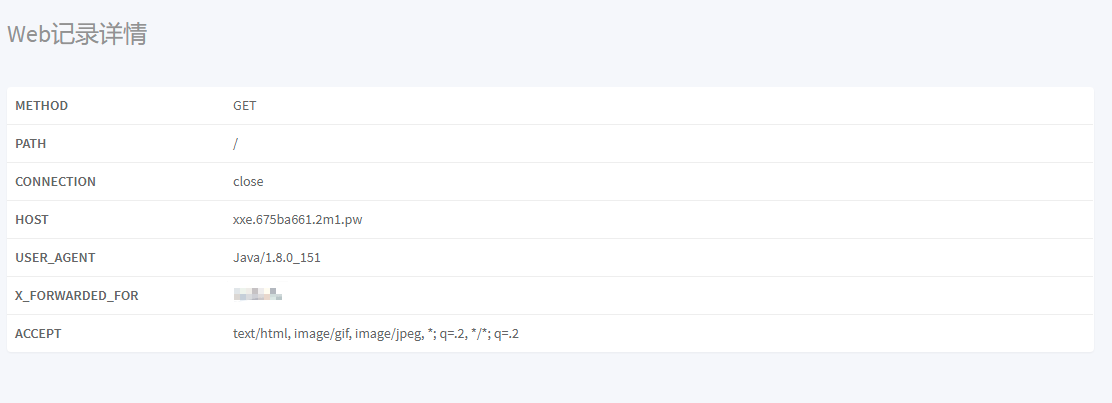 Web记录详情
METHOD GET
PATH /
CONNECTION close
HOST xxe.675ba661.2m1.pw
USER_AGENT Java/1.8.0_151
X_FORWARDED_FOR
ACCEPT text/html, image/gif, image/jpeg, *; q=.2, */*; q=.2